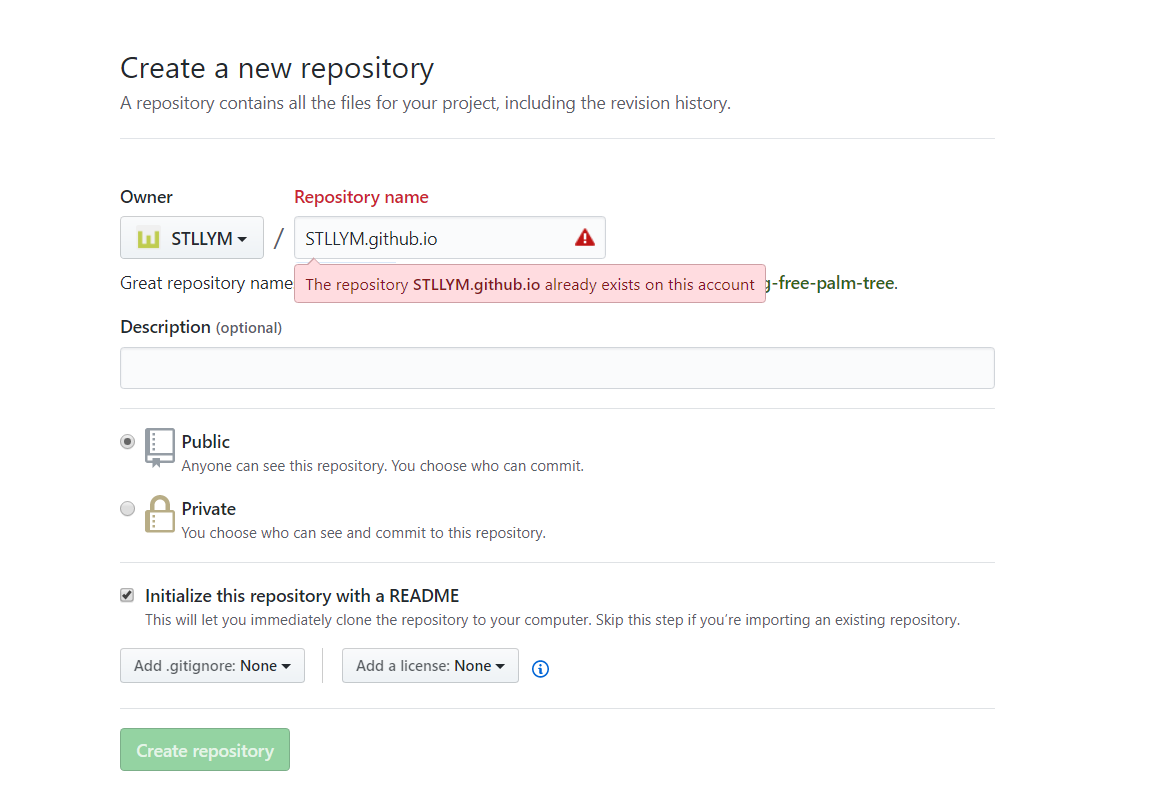 Create a new repository
A repository contains all the files for your project, including the revision history.
Owner Repository name
STLLYM / STLLYM.github.io
Great repository name
The repository STLLYM.github.io already exists on this account
-free-palm-tree.
Description (optional)
Public
Anyone can see this repository. You choose who can commit.
Private
You choose who can see and commit to this repository.
Initialize this repository with a README
This will let you immediately clone the repository to your computer. Skip this step if you’re importing an existing repository.
Add .gitignore: None Add a license: None
Create repository